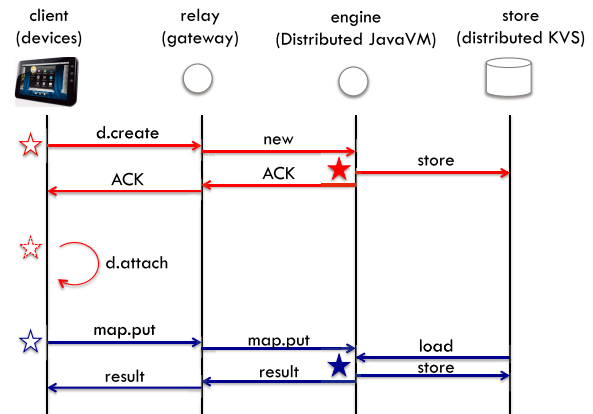 client
(devices)
relay
(gateway)
engine
(Distributed JavaVM)
store
(distributed KVS)
d.create
new
store
ACK
ACK
d.attach
map.put
map.put
load
store
result
result